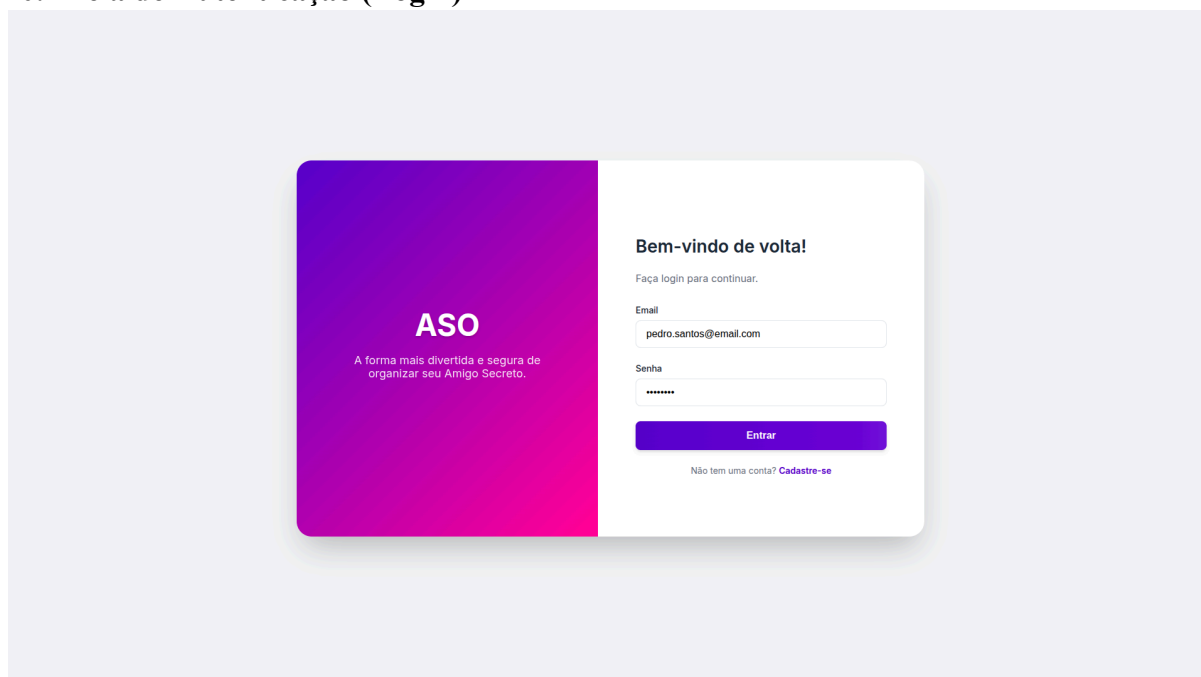 ASO
A forma mais divertida e segura de
organizar seu Amigo Secreto.
Bem-vindo de volta!
Faça login para continuar.
Email
pedro.santos@email.com
Senha
••••••••
Entrar
Não tem uma conta? Cadastre-se